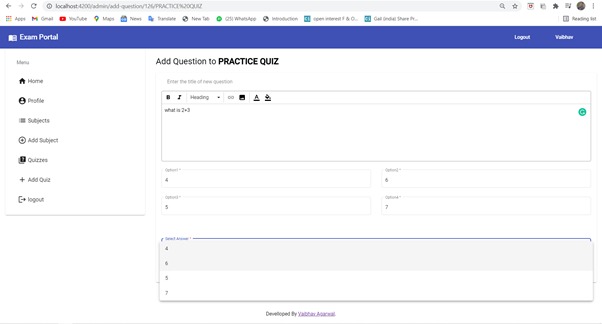 localhost:4200/admin/add-question/126/PRACTICE%20QUIZ
Apps Gmail YouTube Maps News Translate New Tab (25) WhatsApp Introduction open interest F & O... Gail (India) Share Pri... Reading list
Exam Portal Logout Vaibhav
Menu
Home
Profile
Subjects
Add Subject
Quizzes
Add Quiz
logout
Add Question to PRACTICE QUIZ
Enter the title of new question
B I Heading A
what is 2+3
Option1 * Option2 *
4 6
Option3 * Option4 *
5 7
Select Answer *
4
6
5
7
Developed By Vaibhav Agarwal